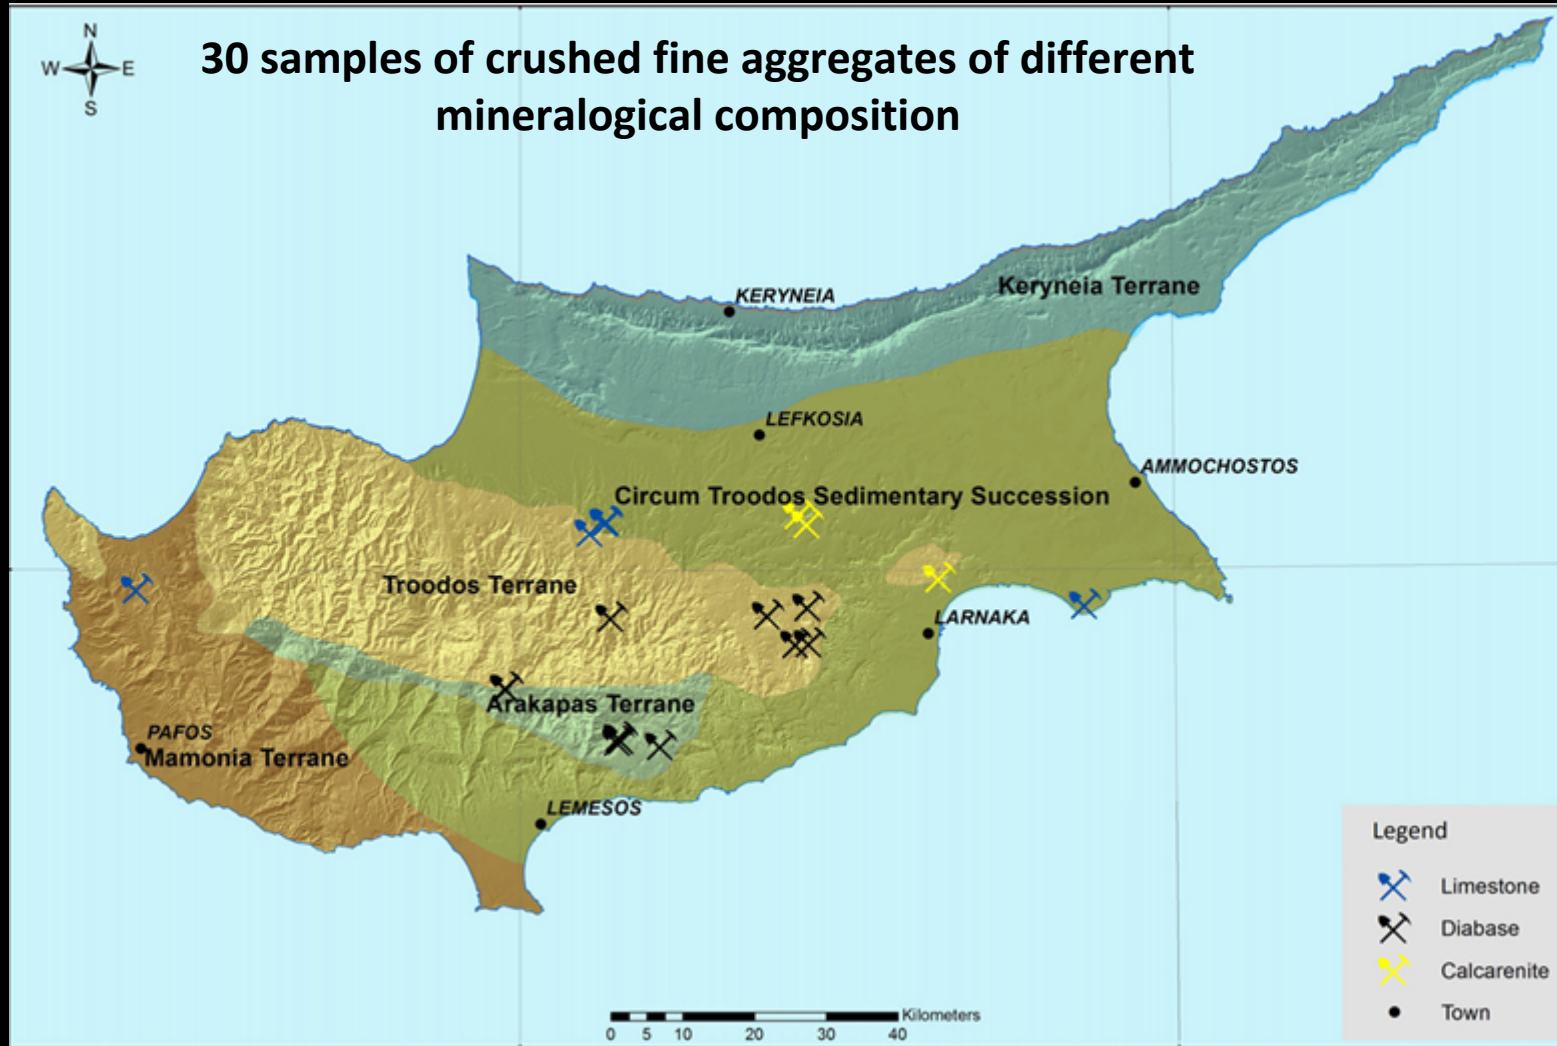 30 samples of crushed fine aggregates of different
mineralogical composition
N
W
E
S
Keryneia Terrane
KERYNEIA
LEFKOSIA
AMMOCHOSTOS
Circum Troodos Sedimentary Succession
Troodos Terrane
LARNAKA
Arakapas Terrane
PAFOS
Mamonia Terrane
LEMESOS
Legend
Limestone
Diabase
Calcarenite
Town
Kilometers
0 5 10 20 30 40